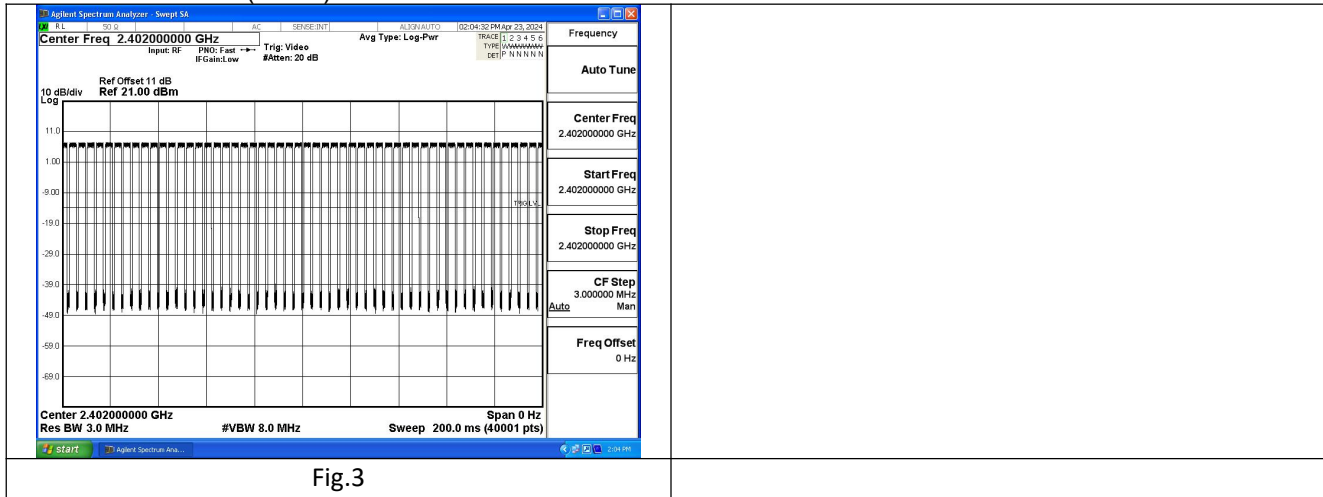 Agilent Spectrum Analyzer - Swept SA
RL 50 Ω AC SENSE:INT ALIGNAUTO 02:04:32 PM Apr 23, 2024
Center Freq 2.402000000 GHz
Input: RF PNO: Fast Trig: Video Avg Type: Log-Pwr TRACE 1 2 3 4 5 6
IFGain:Low #Atten: 20 dB TYPE WWWWWW
DET P N N N N N
Ref Offset 11 dB
10 dB/div Ref 21.00 dBm
Log
11.0
1.00
-9.00
TRIG LVL
-19.0
-29.0
-39.0
-49.0
-59.0
-69.0
Center 2.402000000 GHz Span 0 Hz
Res BW 3.0 MHz #VBW 8.0 MHz Sweep 200.0 ms (40001 pts)
Frequency
Auto Tune
Center Freq
2.402000000 GHz
Start Freq
2.402000000 GHz
Stop Freq
2.402000000 GHz
CF Step
3.000000 MHz
Auto Man
Freq Offset
0 Hz
start Agilent Spectrum Ana... 2:04 PM
Fig.3